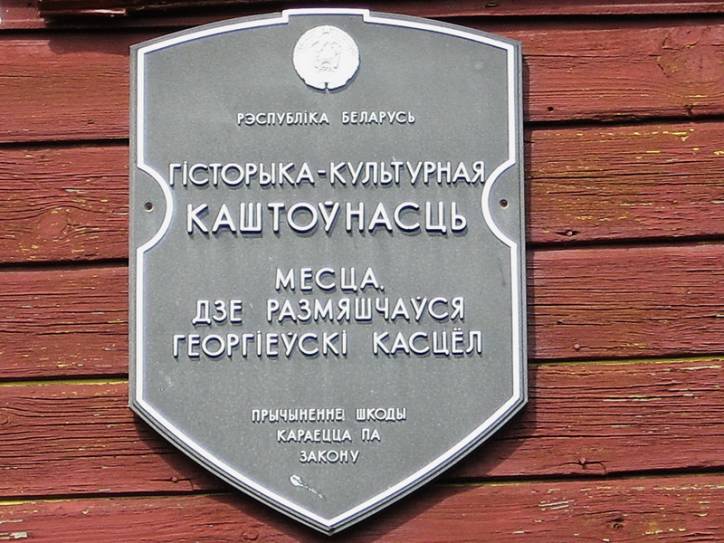 РЭСПУБЛІКА БЕЛАРУСЬ
ГІСТОРЫКА-КУЛЬТУРНАЯ
КАШТОЎНАСЦЬ
МЕСЦА,
ДЗЕ РАЗМЯШЧАЎСЯ
ГЕОРГІЕЎСКІ КАСЦЁЛ
ПРЫЧЫНЕННЕ ШКОДЫ
КАРАЕЦЦА ПА
ЗАКОНУ